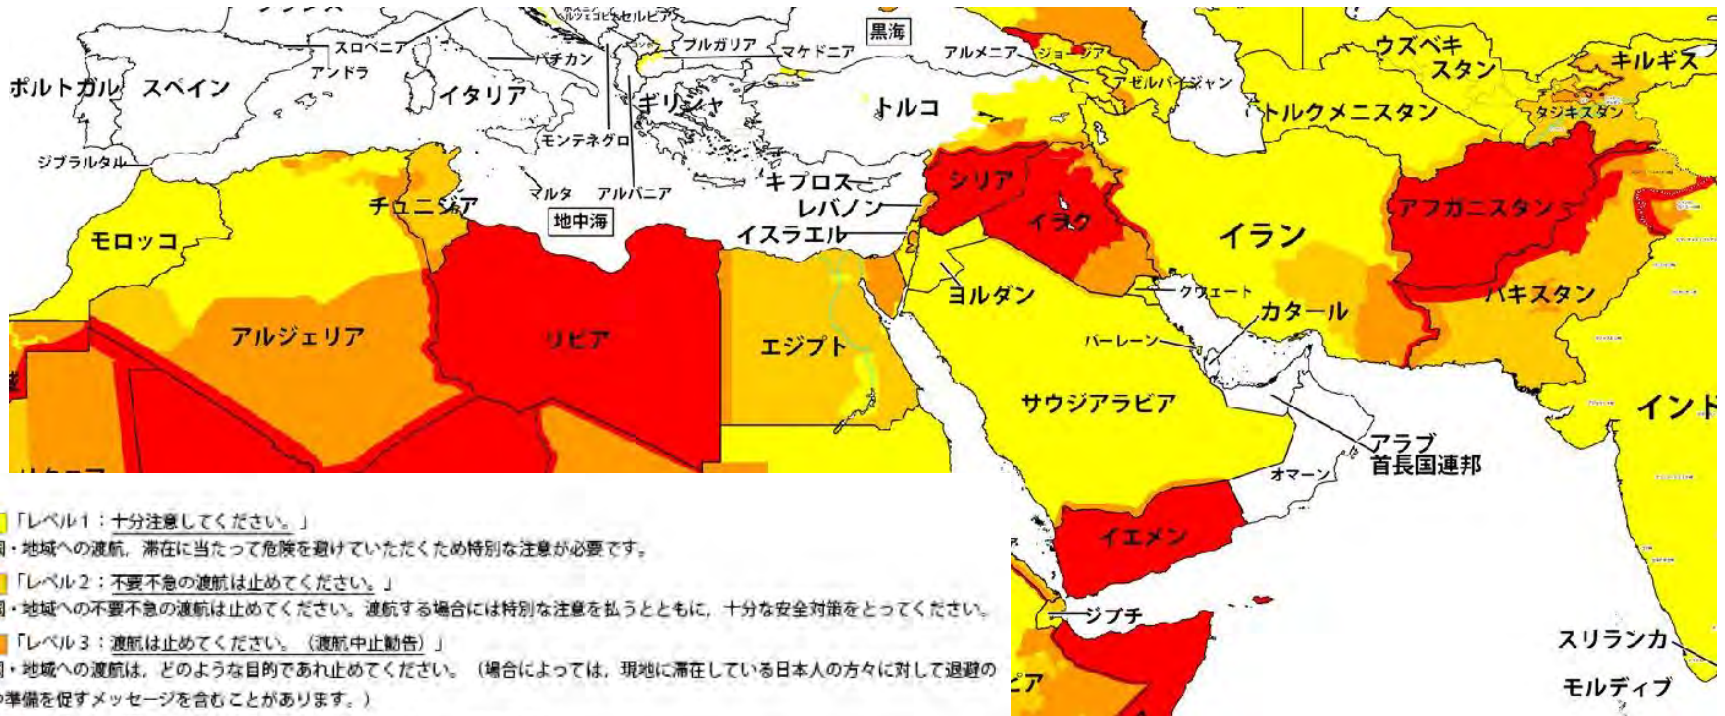 スロベニア
セルビア
ブルガリア
マケドニア
黒海
アルメニア
ジョージア
ウズベキ
スタン
キルギス
アンドラ
バチカン
アゼルバイジャン
ポルトガル
スペイン
イタリア
ギリシャ
トルコ
トルクメニスタン
タジキスタン
ジブラルタル
モンテネグロ
マルタ
アルバニア
キプロス
シリア
レバノン
チュニジア
地中海
イスラエル
イラク
アフガニスタン
モロッコ
イラン
ヨルダン
クウェート
カタール
パキスタン
アルジェリア
リビア
エジプト
バーレーン
サウジアラビア
インド
アラブ
首長国連邦
オマーン
イエメン
ジブチ
スリランカ
モルディブ
「レベル1:十分注意してください。」
・地域への渡航,滞在に当たって危険を避けていただくため特別な注意が必要です。
「レベル2:不要不急の渡航は止めてください。」
・地域への不要不急の渡航は止めてください。渡航する場合には特別な注意を払うとともに,十分な安全対策をとってください。
「レベル3:渡航は止めてください。(渡航中止勧告)」
・地域への渡航は,どのような目的であれ止めてください。(場合によっては,現地に滞在している日本人の方々に対して退避の
準備を促すメッセージを含むことがあります。)